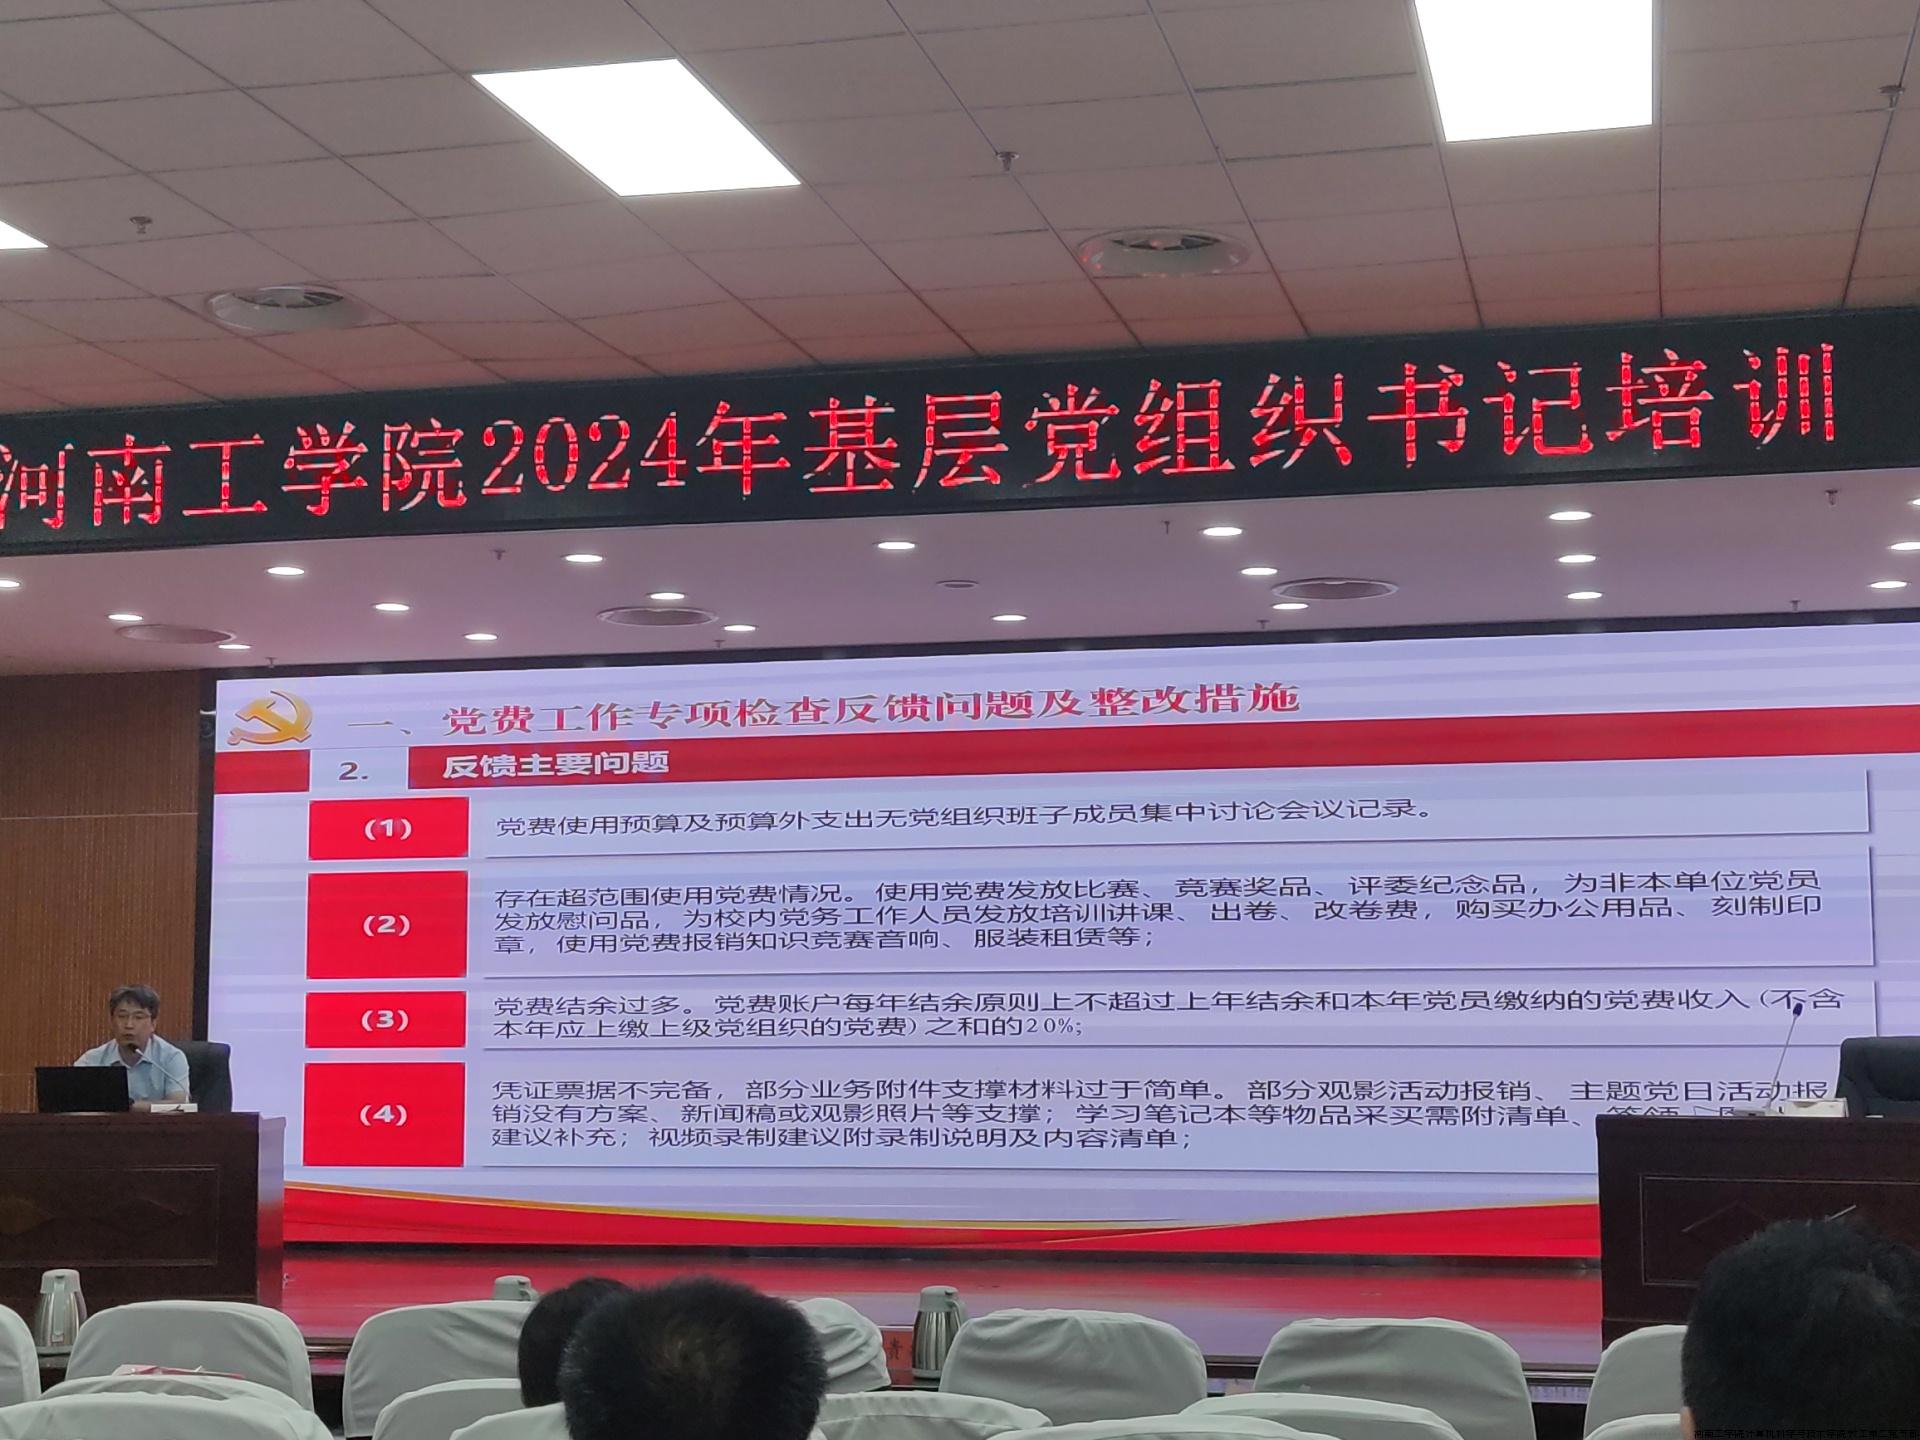 河南工学院2024年基层党组织书记培训
一、党费工作专项检查反馈问题及整改措施
2. 反馈主要问题
(1) 党费使用预算及预算外支出无党组织班子成员集中讨论会议记录。
(2) 存在超范围使用党费情况。使用党费发放比赛、竞赛奖品、评委纪念品，为非本单位党员
发放慰问品，为校内党务工作人员发放培训讲课、出卷、改卷费，购买办公用品、刻制印
章，使用党费报销知识竞赛音响、服装租赁等；
(3) 党费结余过多。党费账户每年结余原则上不超过上年结余和本年党员缴纳的党费收入(不含
本年应上缴上级党组织的党费)之和的20%;
(4) 凭证票据不完备，部分业务附件支撑材料过于简单。部分观影活动报销、主题党日活动报
销没有方案、新闻稿或观影照片等支撑；学习笔记本等物品采买需附清单、
建议补充；视频录制建议附录制说明及内容清单；